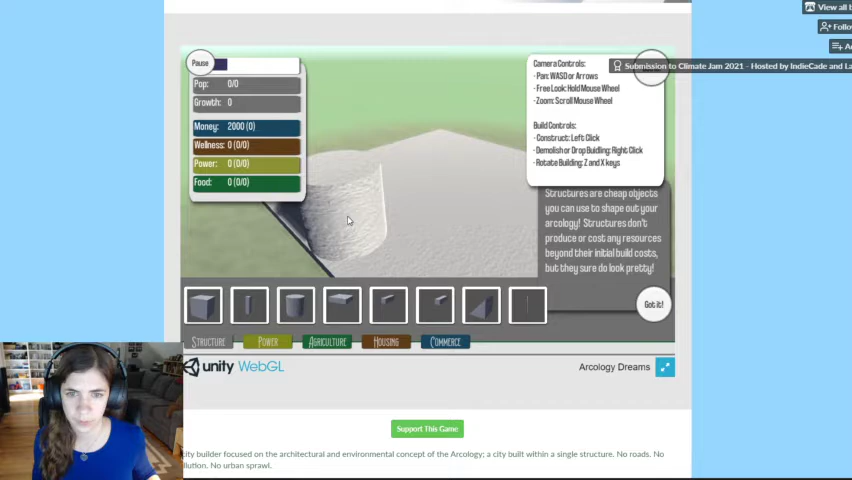 View all b
Follo
A
Submission to Climate Jam 2021 - Hosted by IndieCade and La
Pause
Pop: 0/0
Growth: 0
Money: 2000 (0)
Wellness: 0 (0/0)
Power: 0 (0/0)
Food: 0 (0/0)
Camera Controls:
- Pan: WASD or Arrows
- Free Look: Hold Mouse Wheel
- Zoom: Scroll Mouse Wheel
Build Controls:
- Construct: Left Click
- Demolish or Drop Buidling: Right Click
- Rotate Building: Z and X keys
Structures are cheap objects
you can use to shape out your
arcology! Structures don't
produce or cost any resources
beyond their initial build costs,
but they sure do look pretty!
Got it!
Structure Power Agriculture Housing Commerce
unity WebGL
Arcology Dreams
Support This Game
city builder focused on the architectural and environmental concept of the Arcology; a city built within a single structure. No roads. No
llution. No urban sprawl.